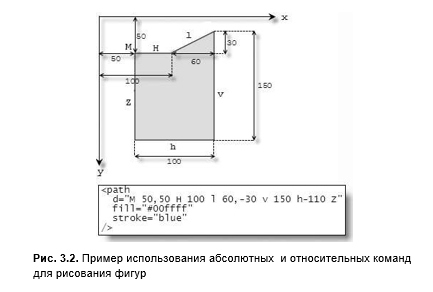 x
50
M
H
l
30
50
60
100
150
Z
v
y
h
100
<path
d="M 50,50 H 100 l 60,-30 v 150 h-110 Z"
fill="#00ffff"
stroke="blue"
/>
Рис. 3.2. Пример использования абсолютных и относительных команд
для рисования фигур